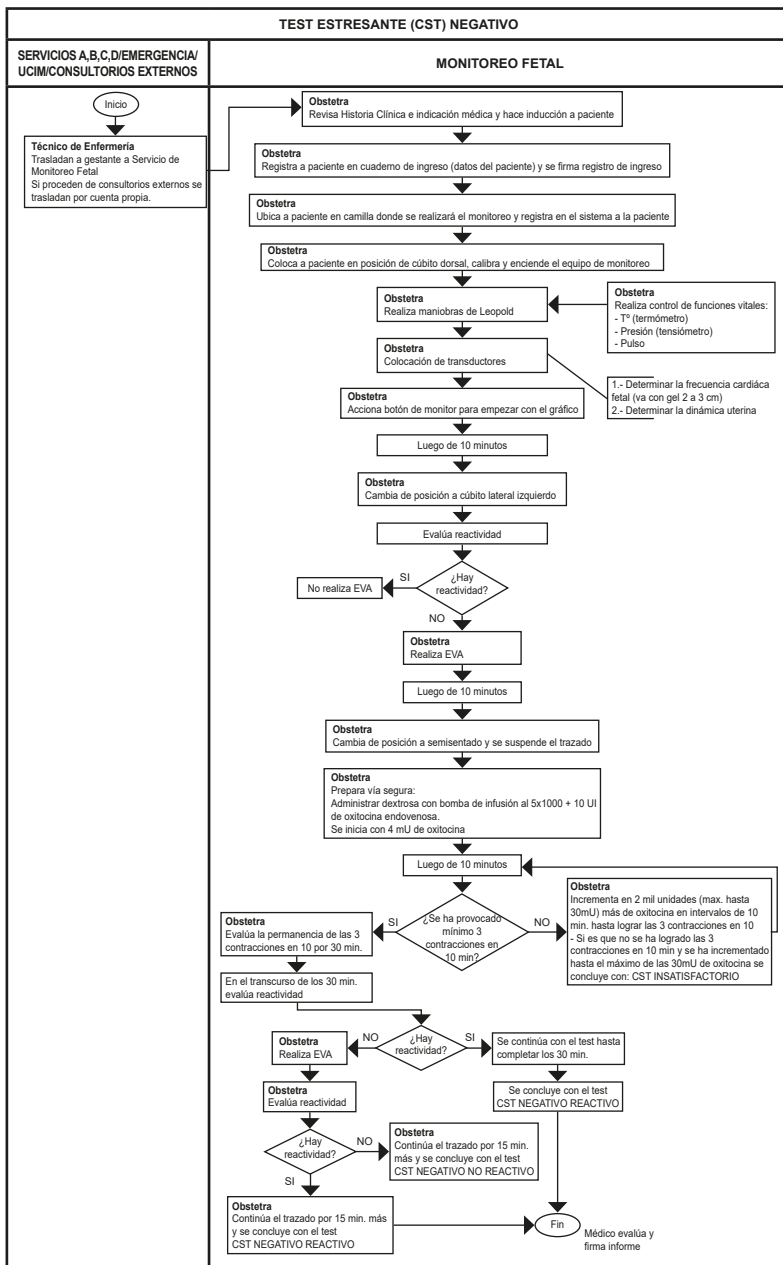 TEST ESTRESANTE (CST) NEGATIVO
SERVICIOS A,B,C,D/EMERGENCIA/
UCIM/CONSULTORIOS EXTERNOS
MONITOREO FETAL
Inicio
Técnico de Enfermería
Trasladan a gestante a Servicio de
Monitoreo Fetal
Si proceden de consultorios externos se
trasladan por cuenta propia.
Obstetra
Revisa Historia Clínica e indicación médica y hace inducción a paciente
Obstetra
Registra a paciente en cuaderno de ingreso (datos del paciente) y se firma registro de ingreso
Obstetra
Ubica a paciente en camilla donde se realizará el monitoreo y registra en el sistema a la paciente
Obstetra
Coloca a paciente en posición de cúbito dorsal, calibra y enciende el equipo de monitoreo
Obstetra
Realiza maniobras de Leopold
Obstetra
Realiza control de funciones vitales:
- Tº (termómetro)
- Presión (tensiómetro)
- Pulso
Obstetra
Colocación de transductores
1.- Determinar la frecuencia cardiáca
fetal (va con gel 2 a 3 cm)
2.- Determinar la dinámica uterina
Obstetra
Acciona botón de monitor para empezar con el gráfico
Luego de 10 minutos
Obstetra
Cambia de posición a cúbito lateral izquierdo
Evalúa reactividad
¿Hay
reactividad?
SI
No realiza EVA
NO
Obstetra
Realiza EVA
Luego de 10 minutos
Obstetra
Cambia de posición a semisentado y se suspende el trazado
Obstetra
Prepara vía segura:
Administrar dextrosa con bomba de infusión al 5x1000 + 10 UI
de oxitocina endovenosa.
Se inicia con 4 mU de oxitocina
Luego de 10 minutos
¿Se ha provocado
mínimo 3
contracciones en
10 min?
SI
NO
Obstetra
Incrementa en 2 mil unidades (max. hasta
30mU) más de oxitocina en intervalos de 10
min. hasta lograr las 3 contracciones en 10
- Si es que no se ha logrado las 3
contracciones en 10 min y se ha incrementado
hasta el máximo de las 30mU de oxitocina se
concluye con: CST INSATISFACTORIO
Obstetra
Evalúa la permanencia de las 3
contracciones en 10 por 30 min.
En el transcurso de los 30 min.
evalúa reactividad
¿Hay
reactividad?
NO
SI
Obstetra
Realiza EVA
Se continúa con el test hasta
completar los 30 min.
Se concluye con el test
CST NEGATIVO REACTIVO
Obstetra
Evalúa reactividad
¿Hay
reactividad?
NO
Obstetra
Continúa el trazado por 15 min.
más y se concluye con el test
CST NEGATIVO NO REACTIVO
SI
Obstetra
Continúa el trazado por 15 min. más
y se concluye con el test
CST NEGATIVO REACTIVO
Fin
Médico evalúa y
firma informe